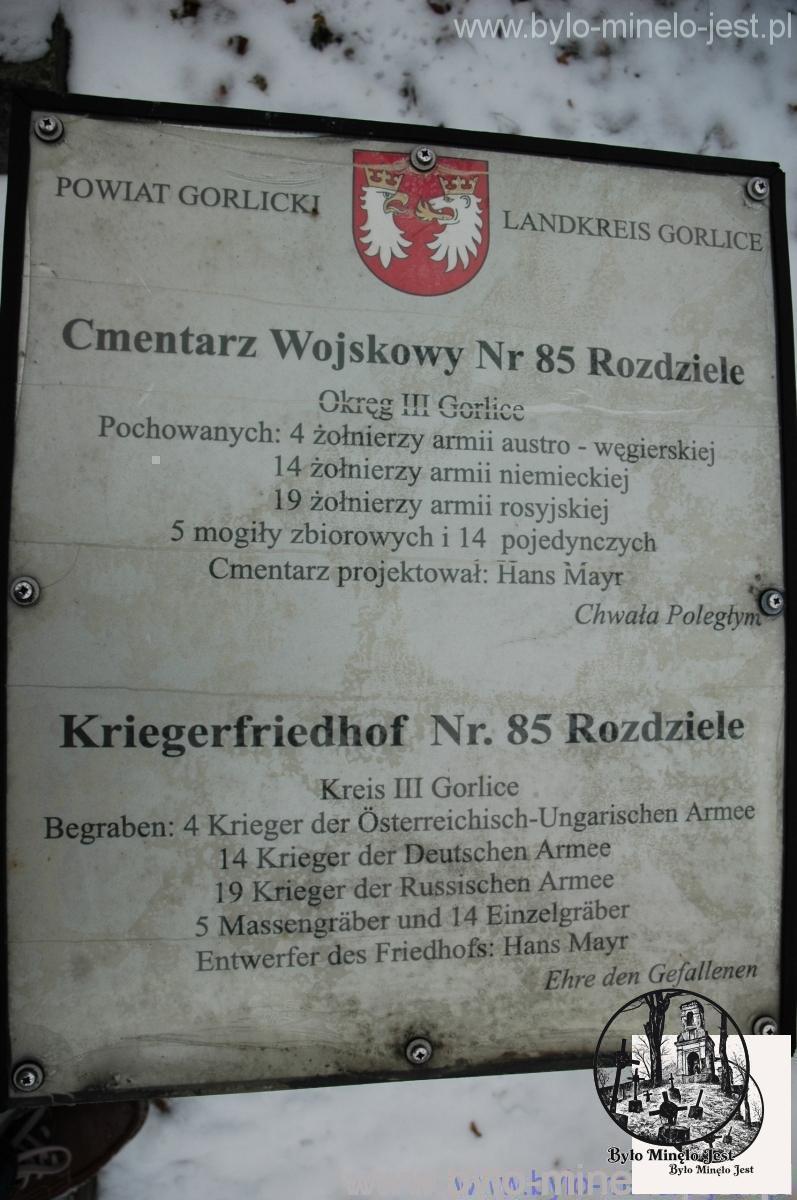 www.bylo-minelo-jest.pl
POWIAT GORLICKI
LANDKREIS GORLICE
Cmentarz Wojskowy Nr 85 Rozdziele
Okręg III Gorlice
Pochowanych: 4 żołnierzy armii austro - węgierskiej
14 żołnierzy armii niemieckiej
19 żołnierzy armii rosyjskiej
5 mogiły zbiorowych i 14 pojedynczych
Cmentarz projektował: Hans Mayr
Chwała Poległym
Kriegerfriedhof Nr. 85 Rozdziele
Kreis III Gorlice
Begraben: 4 Krieger der Österreichisch-Ungarischen Armee
14 Krieger der Deutschen Armee
19 Krieger der Russischen Armee
5 Massengräber und 14 Einzelgräber
Entwerfer des Friedhofs: Hans Mayr
Ehre den Gefallenen
Było Minęło Jest
Było Minęło Jest